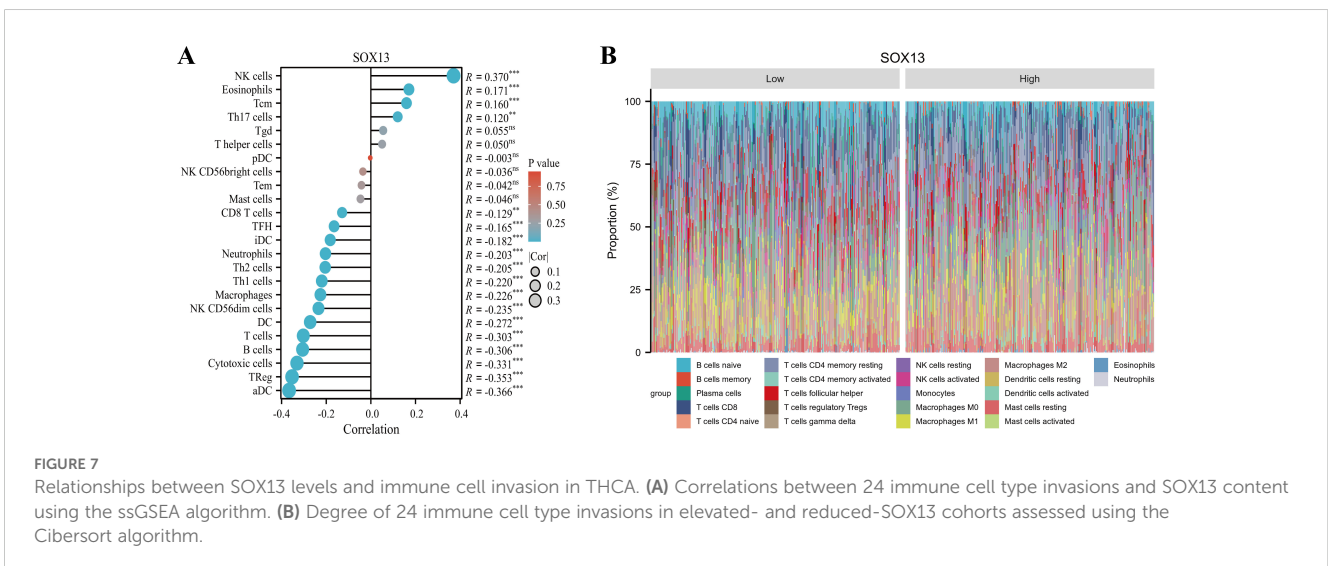 A
SOX13
NK cells R = 0.370***
Eosinophils R = 0.171***
Tcm R = 0.160***
Th17 cells R = 0.120**
Tgd R = 0.055ns
T helper cells R = 0.050ns
pDC R = -0.003ns
NK CD56bright cells R = -0.036ns
Tem R = -0.042ns
Mast cells R = -0.046ns
CD8 T cells R = -0.129**
TFH R = -0.165***
iDC R = -0.182***
Neutrophils R = -0.203***
Th2 cells R = -0.205***
Th1 cells R = -0.220***
Macrophages R = -0.226***
NK CD56dim cells R = -0.235***
DC R = -0.272***
T cells R = -0.303***
B cells R = -0.306***
Cytotoxic cells R = -0.331***
TReg R = -0.353***
aDC R = -0.366***
-0.4 -0.2 0.0 0.2 0.4
Correlation
P value
0.75
0.50
0.25
|Cor|
0.1
0.2
0.3
B
SOX13
Low High
100
75
50
25
0
Proportion (%)
group
B cells naive
B cells memory
Plasma cells
T cells CD8
T cells CD4 naive
T cells CD4 memory resting
T cells CD4 memory activated
T cells follicular helper
T cells regulatory Tregs
T cells gamma delta
NK cells resting
NK cells activated
Monocytes
Macrophages M0
Macrophages M1
Macrophages M2
Dendritic cells resting
Dendritic cells activated
Mast cells resting
Mast cells activated
Eosinophils
Neutrophils
FIGURE 7
Relationships between SOX13 levels and immune cell invasion in THCA. (A) Correlations between 24 immune cell type invasions and SOX13 content
using the ssGSEA algorithm. (B) Degree of 24 immune cell type invasions in elevated- and reduced-SOX13 cohorts assessed using the
Cibersort algorithm.